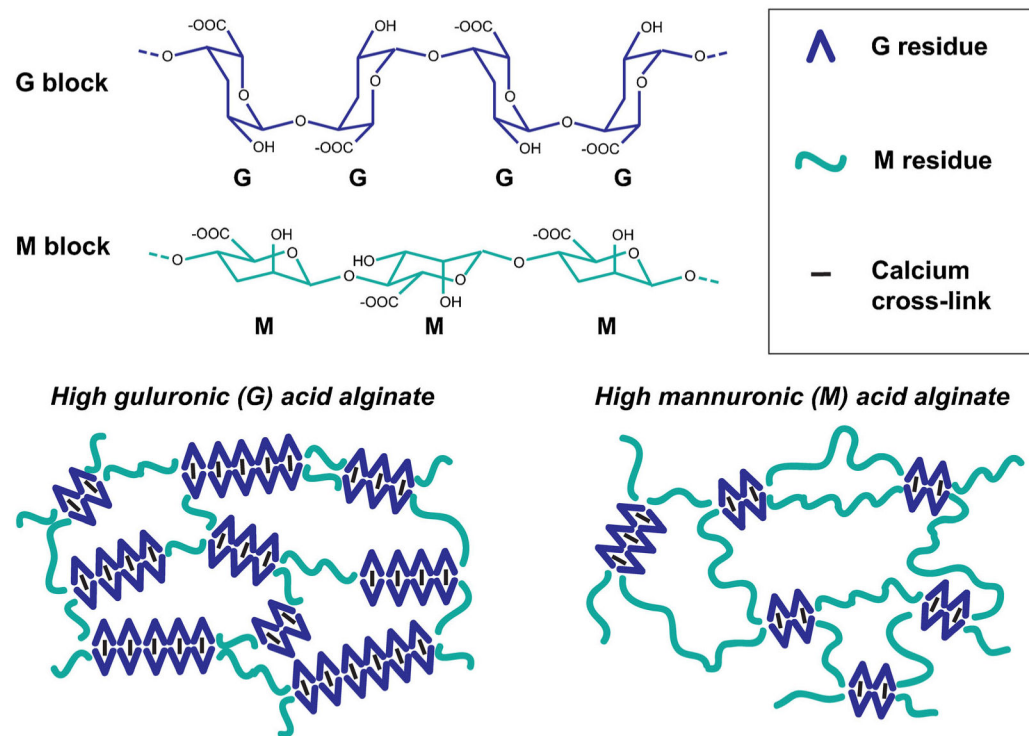 -OOC
OH
-OOC
OH
O
O
O
O
G block
O
O
O
O
O
OH
-OOC
OH
-OOC
G
G
G
G
M block
-OOC
OH
-OOC
OH
O
HO
O
O
O
O
O
O
-OOC
OH
M
M
M
G residue
M residue
Calcium
cross-link
High guluronic (G) acid alginate
High mannuronic (M) acid alginate